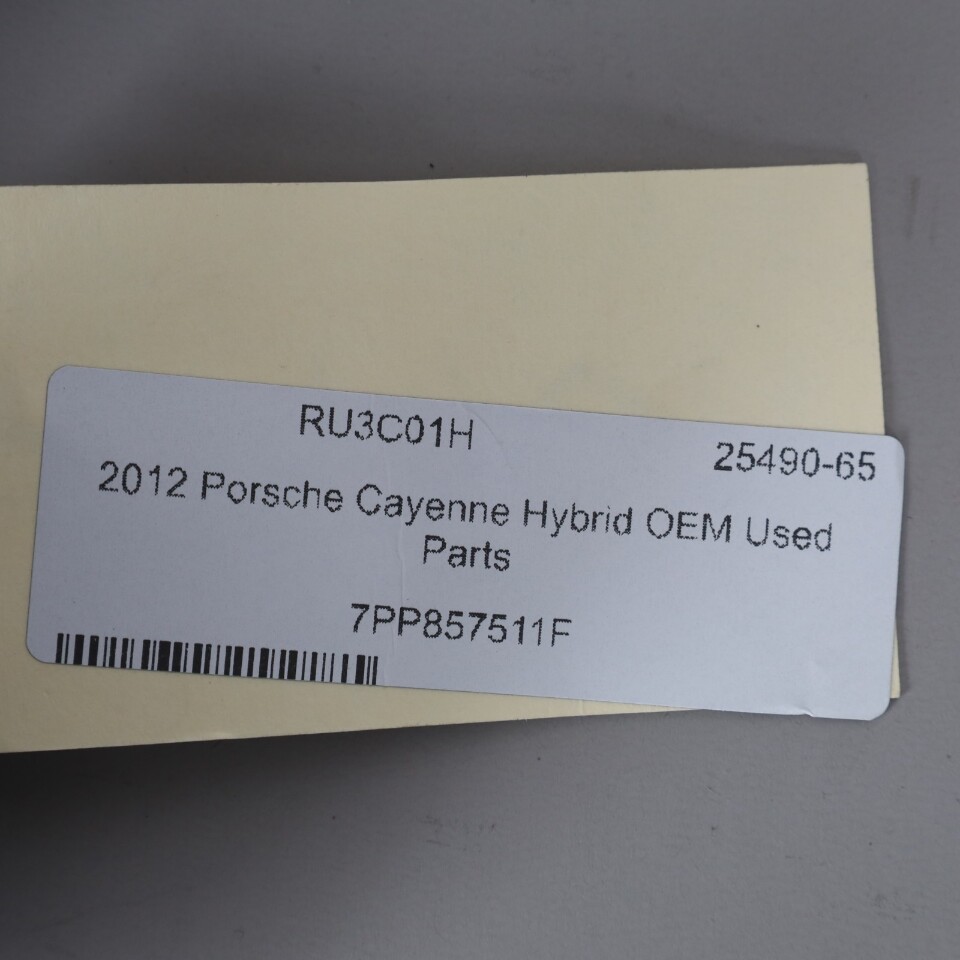 RU3C01H
25490-65
2012 Porsche Cayenne Hybrid OEM Used
Parts
7PP857511F